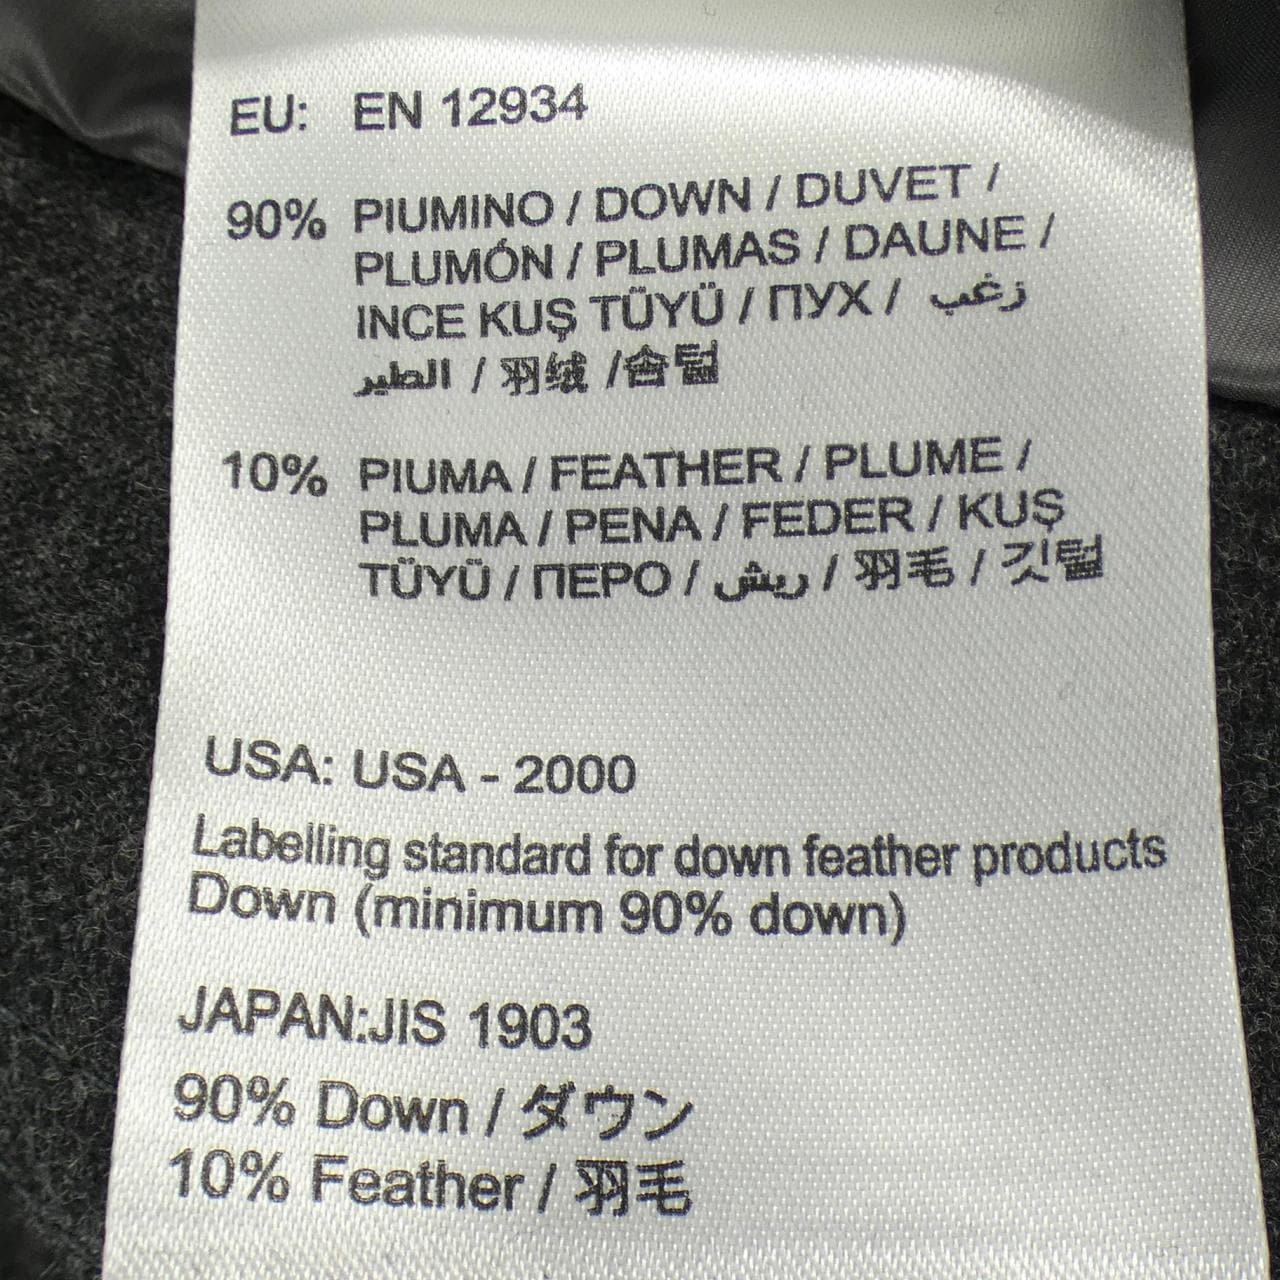 EU: EN 12934
90% PIUMINO / DOWN / DUVET /
PLUMÓN / PLUMAS / DAUNE /
INCE KUŞ TÜYÜ / ПУХ / زغب
الطير / 羽绒 /솜털
10% PIUMA / FEATHER / PLUME /
PLUMA / PENA / FEDER / KUŞ
TÜYÜ / ПЕРО / ريش / 羽毛 / 깃털
USA: USA - 2000
Labelling standard for down feather products
Down (minimum 90% down)
JAPAN:JIS 1903
90% Down / ダウン
10% Feather / 羽毛